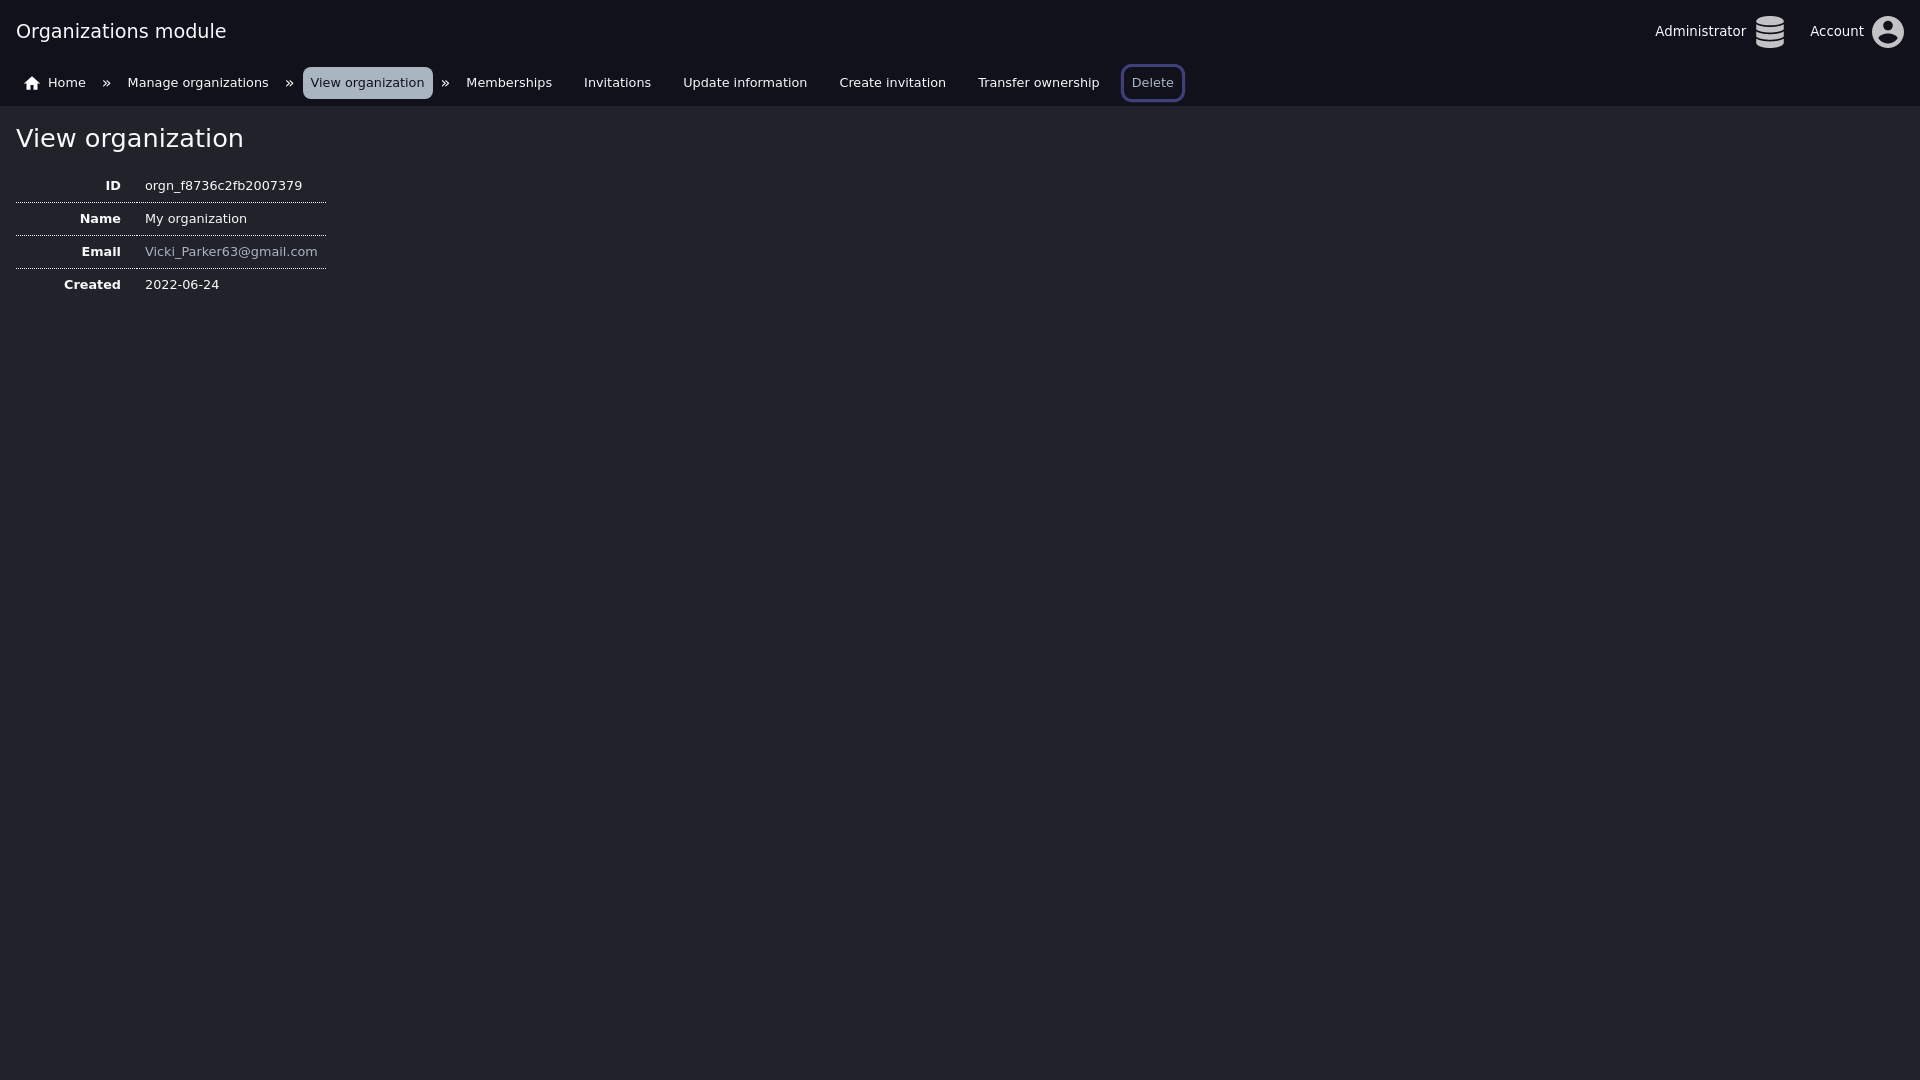 Organizations module
Administrator
Account
Home » Manage organizations » View organization » Memberships Invitations Update information Create invitation Transfer ownership Delete
View organization
ID orgn_f8736c2fb2007379
Name My organization
Email Vicki_Parker63@gmail.com
Created 2022-06-24